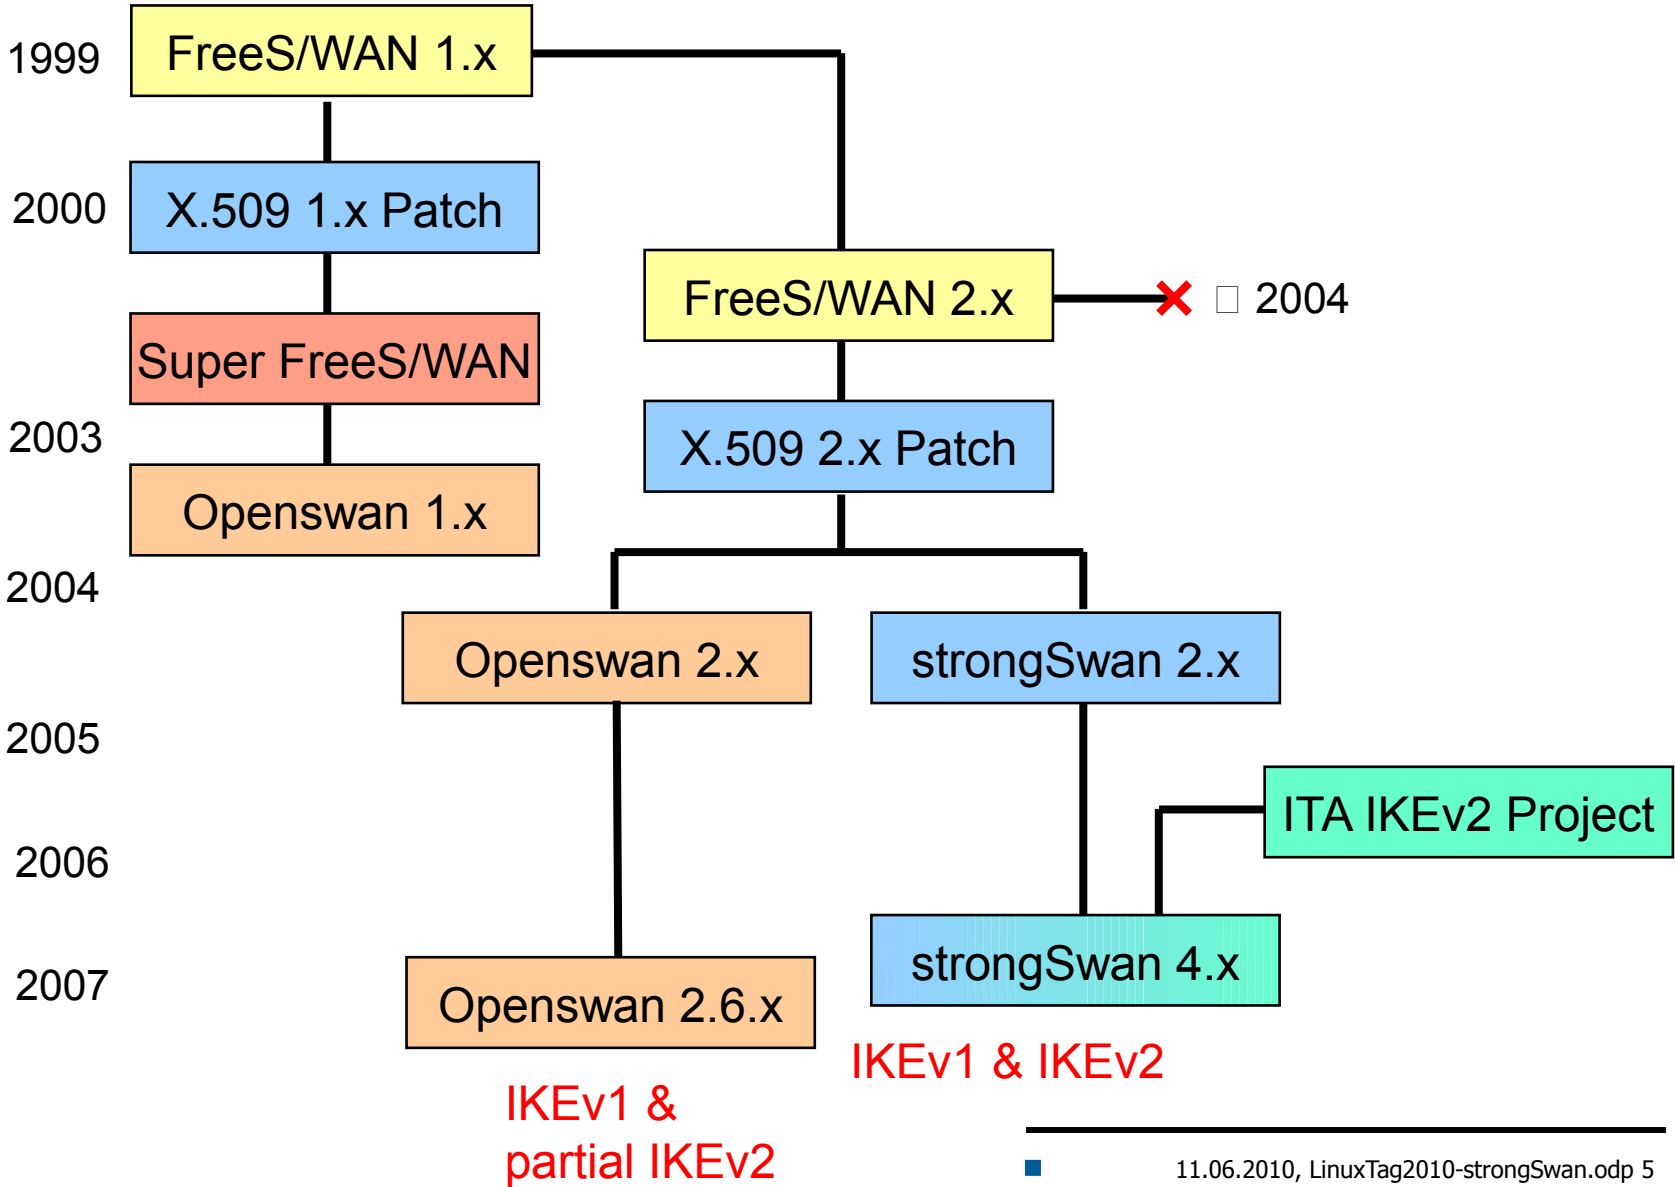 1999
FreeS/WAN 1.x
2000
X.509 1.x Patch
FreeS/WAN 2.x
2004
Super FreeS/WAN
2003
X.509 2.x Patch
Openswan 1.x
2004
Openswan 2.x
strongSwan 2.x
2005
ITA IKEv2 Project
2006
strongSwan 4.x
2007
Openswan 2.6.x
IKEv1 & IKEv2
IKEv1 &
partial IKEv2
11.06.2010, LinuxTag2010-strongSwan.odp 5